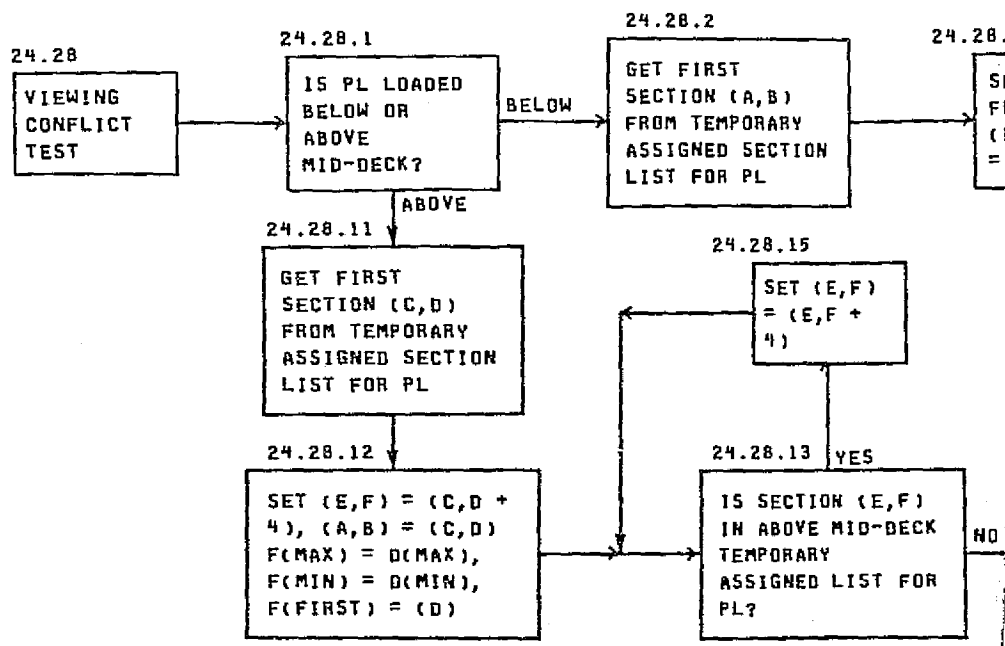 24.28
VIEWING
CONFLICT
TEST
24.28.1
IS PL LOADED
BELOW OR
ABOVE
MID-DECK?
BELOW
ABOVE
24.28.2
GET FIRST
SECTION (A,B)
FROM TEMPORARY
ASSIGNED SECTION
LIST FOR PL
24.28.
=
24.28.11
GET FIRST
SECTION (C,D)
FROM TEMPORARY
ASSIGNED SECTION
LIST FOR PL
24.28.15
SET (E,F)
= (E,F +
4)
24.28.12
SET (E,F) = (C,D +
4), (A,B) = (C,D)
F(MAX) = D(MAX),
F(MIN) = D(MIN),
F(FIRST) = (D)
24.28.13
YES
IS SECTION (E,F)
IN ABOVE MID-DECK
TEMPORARY
ASSIGNED LIST FOR
PL?
NO